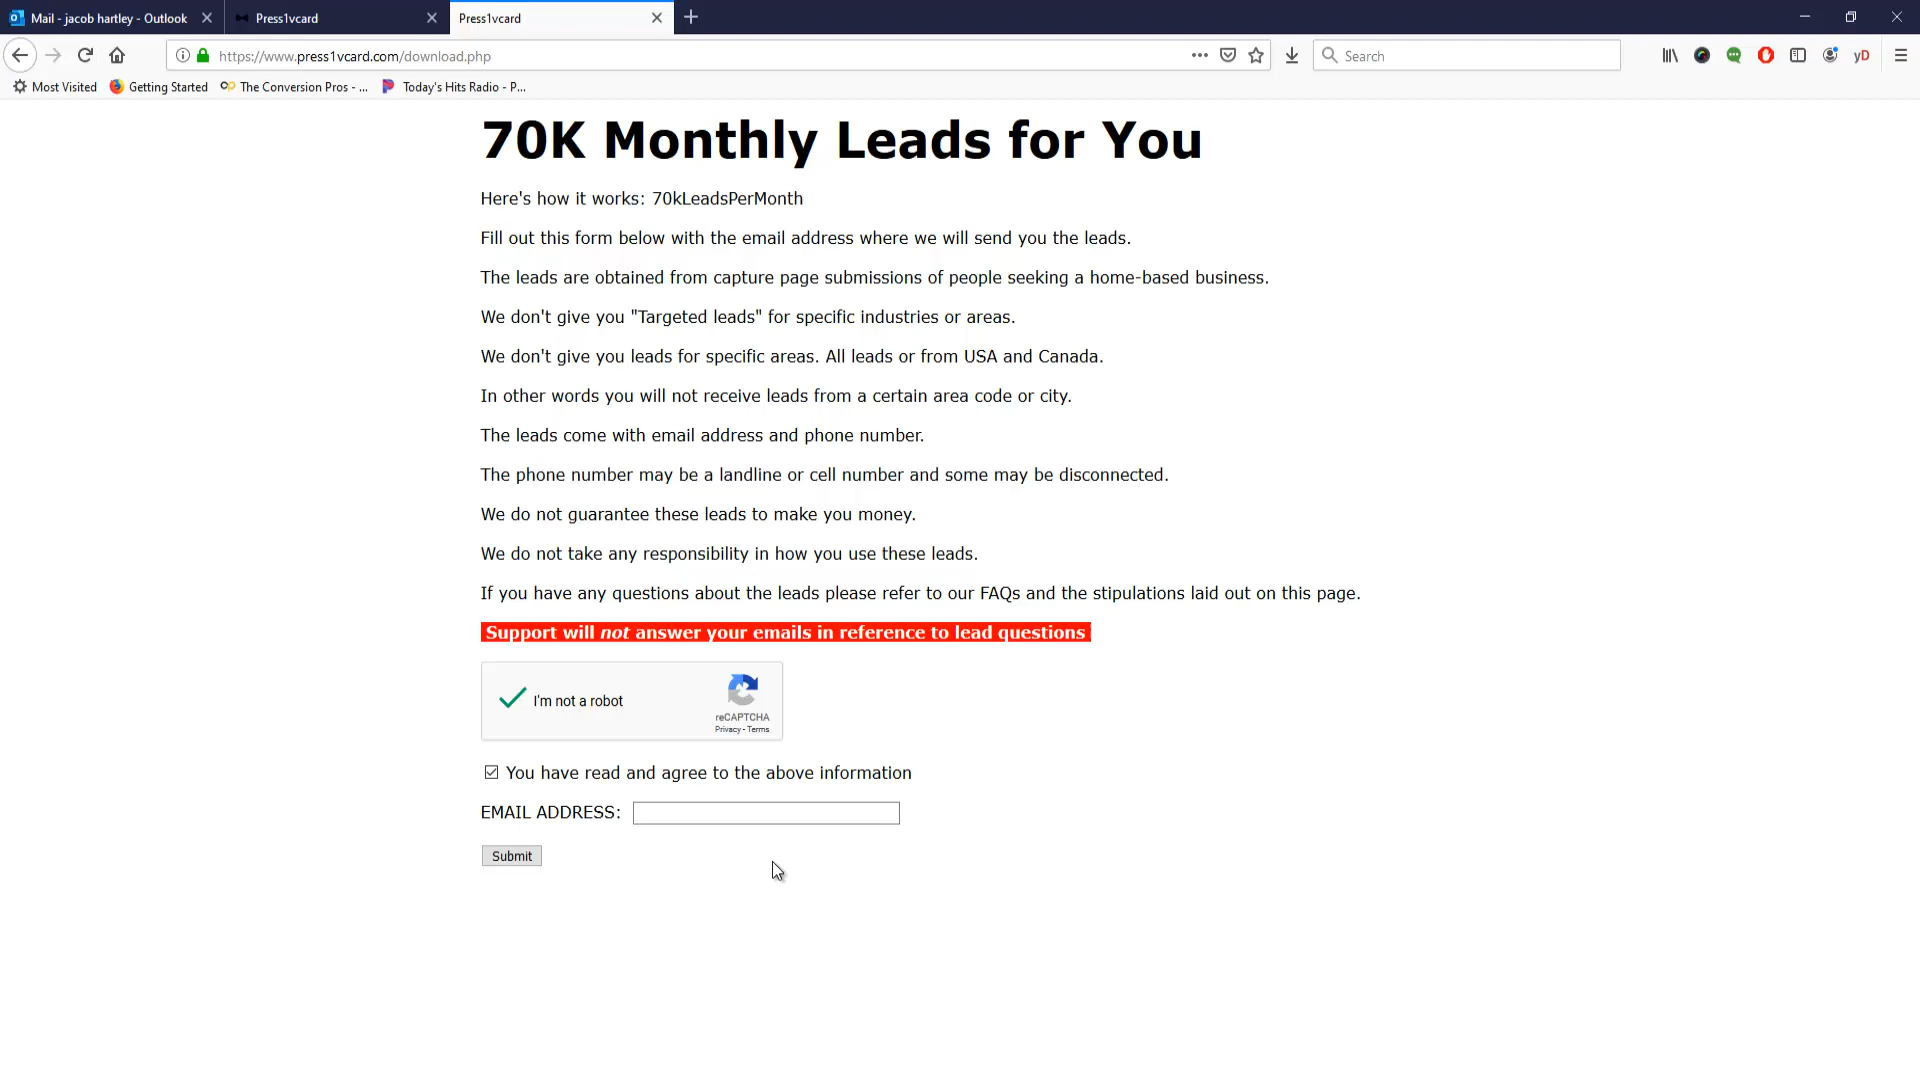 Mail - jacob hartley - Outlook
Press1vcard
Press1vcard
https://www.press1vcard.com/download.php
Search
yD
Most Visited
Getting Started
The Conversion Pros - ...
Today's Hits Radio - P...
70K Monthly Leads for You
Here's how it works: 70kLeadsPerMonth
Fill out this form below with the email address where we will send you the leads.
The leads are obtained from capture page submissions of people seeking a home-based business.
We don't give you "Targeted leads" for specific industries or areas.
We don't give you leads for specific areas. All leads or from USA and Canada.
In other words you will not receive leads from a certain area code or city.
The leads come with email address and phone number.
The phone number may be a landline or cell number and some may be disconnected.
We do not guarantee these leads to make you money.
We do not take any responsibility in how you use these leads.
If you have any questions about the leads please refer to our FAQs and the stipulations laid out on this page.
Support will not answer your emails in reference to lead questions
I'm not a robot
reCAPTCHA
Privacy - Terms
You have read and agree to the above information
EMAIL ADDRESS:
Submit